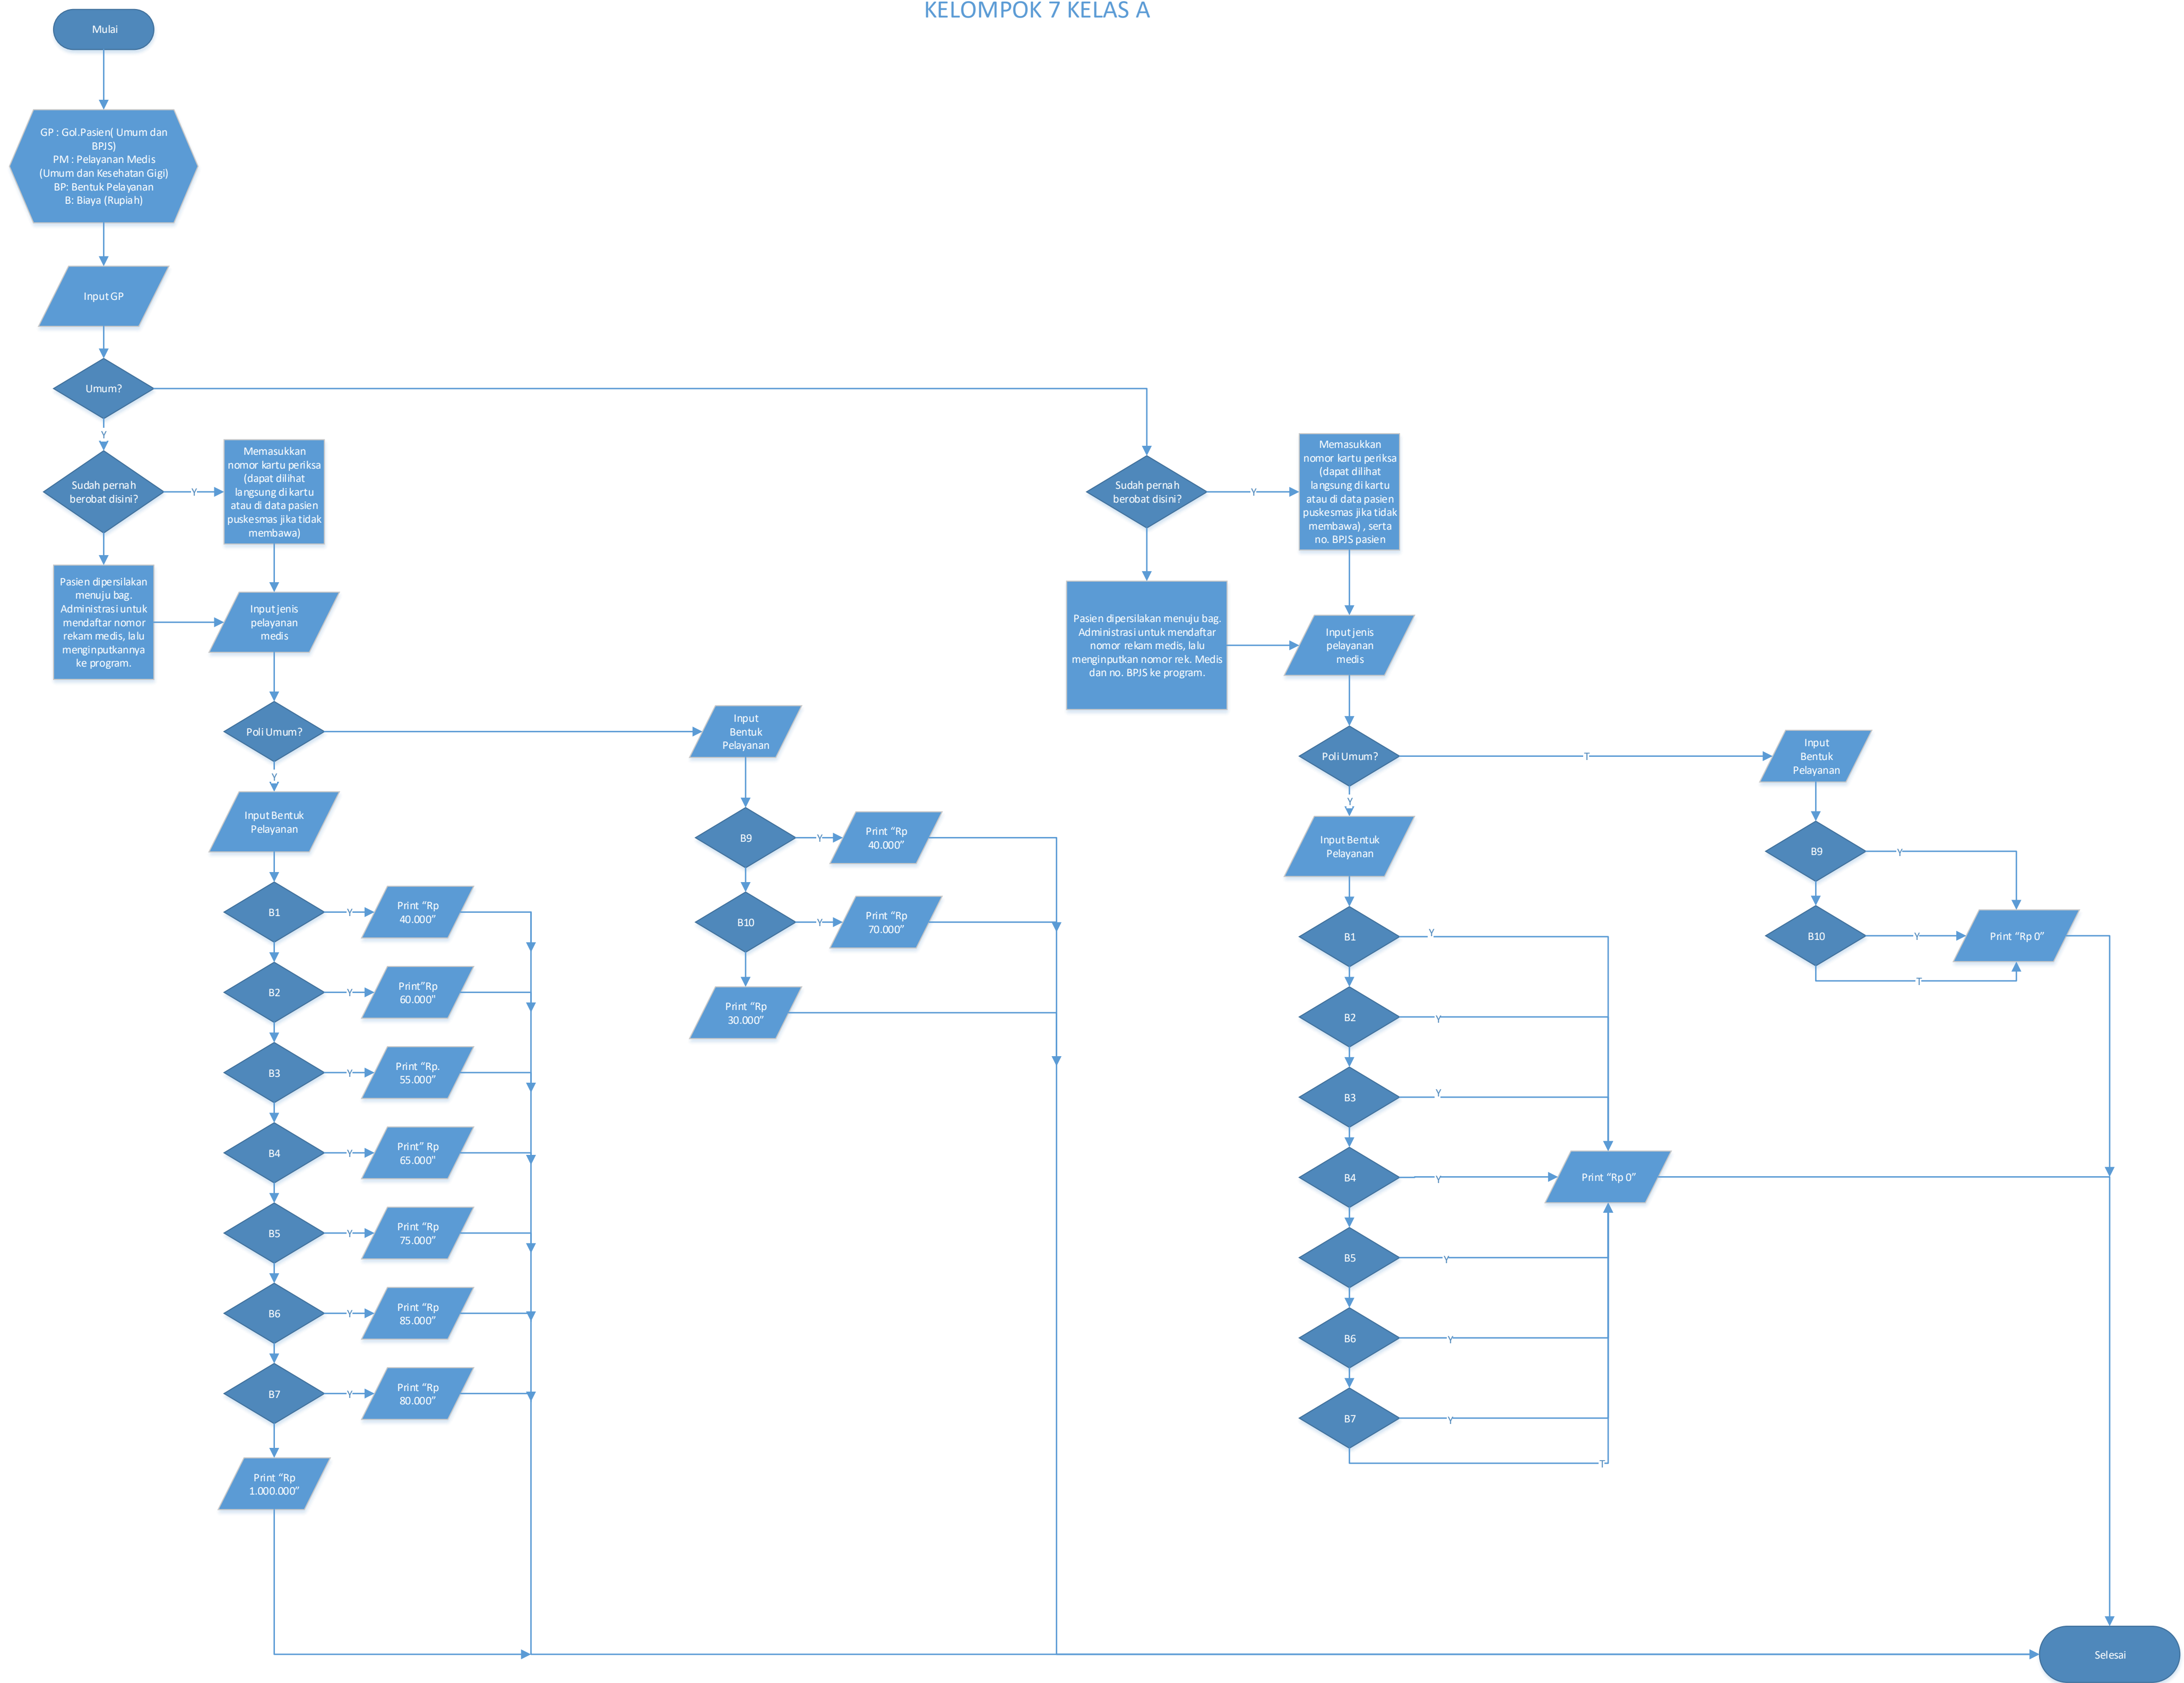 KELOMPOK 7 KELAS A
Mulai
GP : Gol.Pasien( Umum dan
BPJS)
PM : Pelayanan Medis
(Umum dan Kesehatan Gigi)
BP: Bentuk Pelayanan
B: Biaya (Rupiah)
Input GP
Umum?
Y
Sudah pernah
berobat disini?
Y
Memasukkan
nomor kartu periksa
(dapat dilihat
langsung di kartu
atau di data pasien
puskesmas jika tidak
membawa)
Pasien dipersilakan
menuju bag.
Administrasi untuk
mendaftar nomor
rekam medis, lalu
menginputkannya
ke program.
Input jenis
pelayanan
medis
Poli Umum?
Y
Input Bentuk
Pelayanan
B1
Y
Print “Rp
40.000”
B2
Y
Print”Rp
60.000”
B3
Y
Print “Rp.
55.000”
B4
Y
Print” Rp
65.000”
B5
Y
Print “Rp
75.000”
B6
Y
Print “Rp
85.000”
B7
Y
Print “Rp
80.000”
Print “Rp
1.000.000”
Input
Bentuk
Pelayanan
B9
Y
Print “Rp
40.000”
B10
Y
Print “Rp
70.000”
Print “Rp
30.000”
Sudah pernah
berobat disini?
Y
Memasukkan
nomor kartu periksa
(dapat dilihat
langsung di kartu
atau di data pasien
puskesmas jika tidak
membawa) , serta
no. BPJS pasien
Pasien dipersilakan menuju bag.
Administrasi untuk mendaftar
nomor rekam medis, lalu
menginputkan nomor rek. Medis
dan no. BPJS ke program.
Input jenis
pelayanan
medis
Poli Umum?
T
Y
Input Bentuk
Pelayanan
B1
Y
B2
Y
B3
Y
B4
Y
Print “Rp 0”
B5
Y
B6
Y
B7
Y
T
Input
Bentuk
Pelayanan
B9
Y
B10
Y
Print “Rp 0”
T
Selesai